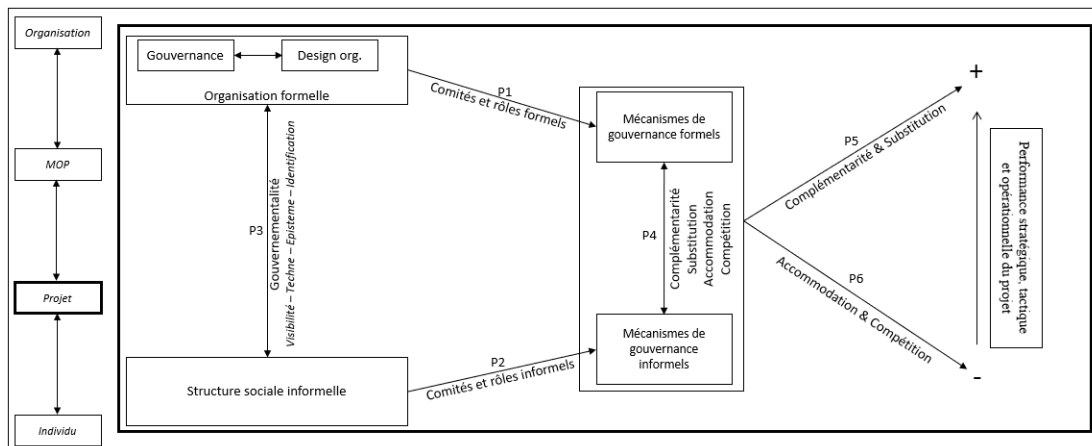 Organisation
MOP
Projet
Individu
Gouvernance
Design org.
Organisation formelle
P1
Comités et rôles formels
P3
Gouvernementalité
Visibilité – Techne – Episteme – Identification
Structure sociale informelle
P2
Comités et rôles informels
Mécanismes de
gouvernance formels
P4
Complémentarité
Substitution
Accommodation
Compétition
Mécanismes de
gouvernance
informels
P5
Complémentarité & Substitution
P6
Accommodation & Compétition
+
-
Performance stratégique, tactique
et opérationnelle du projet